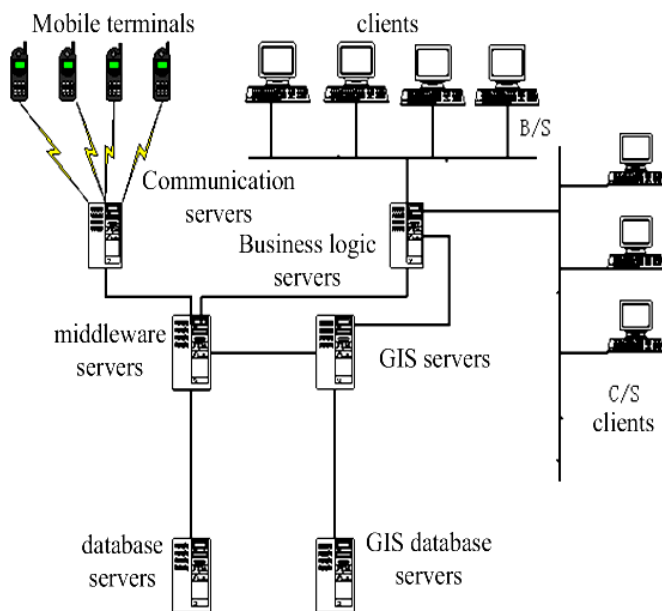 Mobile terminals
clients
B/S
Communication
servers
Business logic
servers
middleware
servers
GIS servers
C/S
clients
database
servers
GIS database
servers